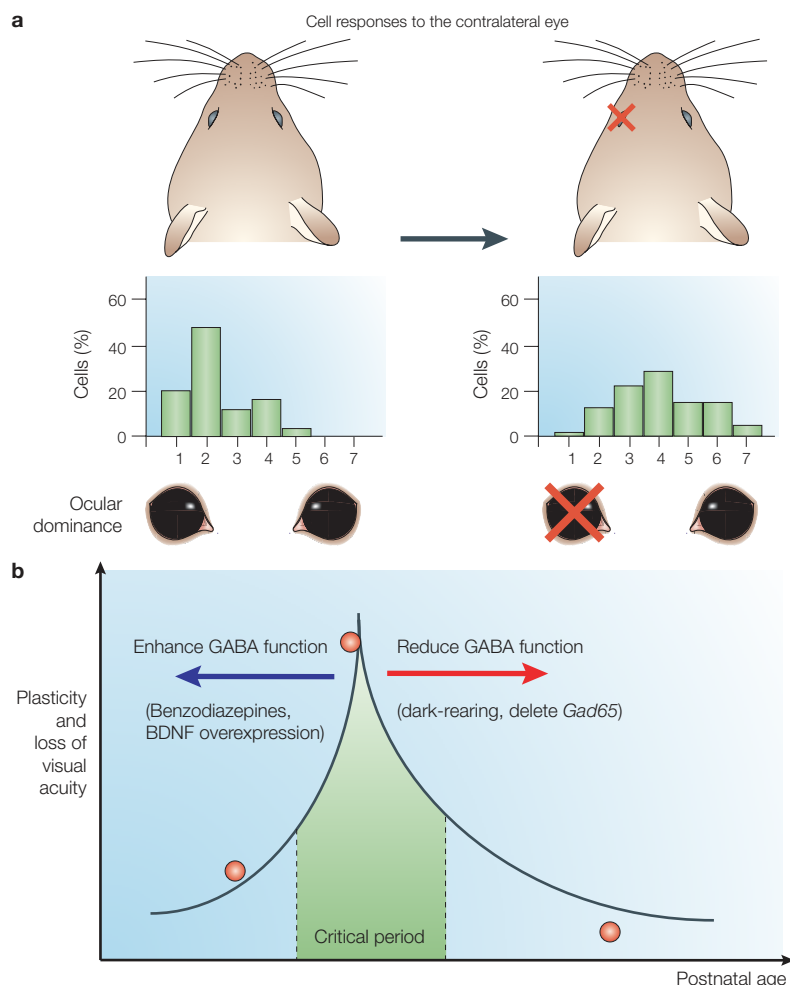 a
Cell responses to the contralateral eye
60
40
20
0
Cells (%)
1 2 3 4 5 6 7
60
40
20
0
Cells (%)
1 2 3 4 5 6 7
Ocular
dominance
b
Plasticity
and
loss of
visual
acuity
Enhance GABA function
(Benzodiazepines,
BDNF overexpression)
Reduce GABA function
(dark-rearing, delete Gad65)
Critical period
Postnatal age